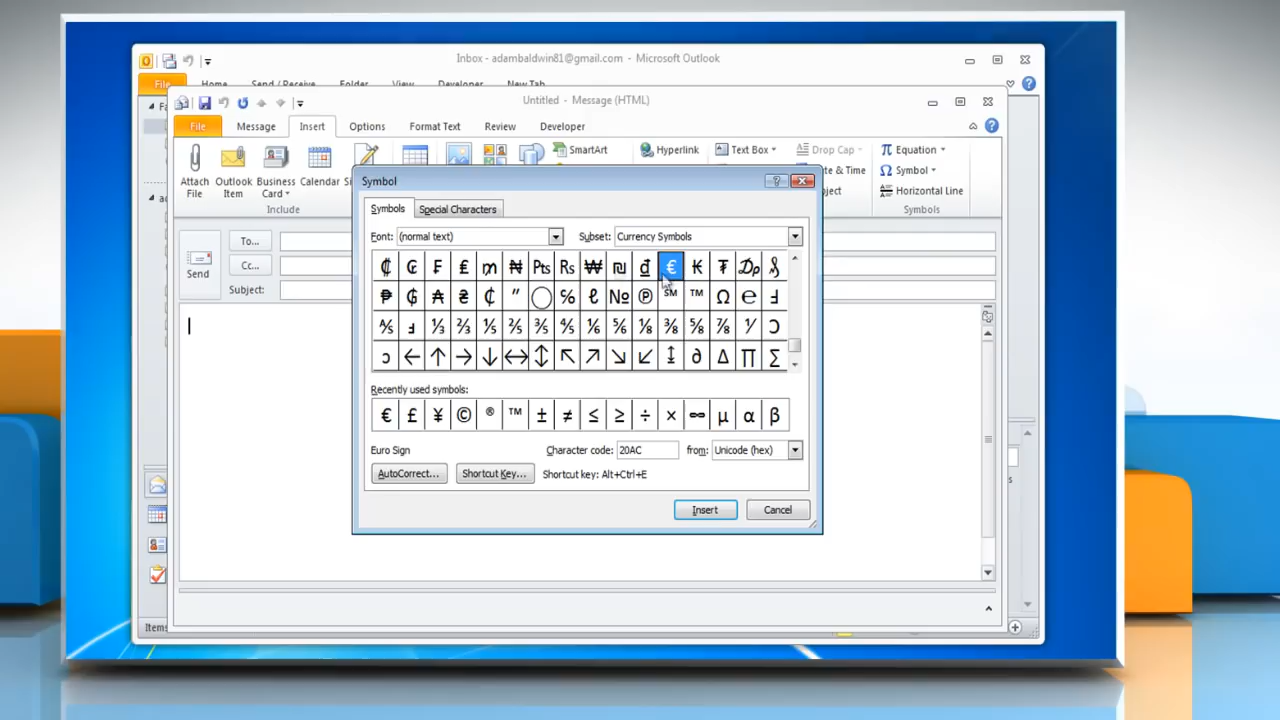 Inbox - adambaldwin81@gmail.com - Microsoft Outlook
File Home Send / Receive Folder View Developer New Tab
Untitled - Message (HTML)
File Message Insert Options Format Text Review Developer
SmartArt Hyperlink Text Box Drop Cap Equation
Symbol
Horizontal Line
Attach File
Outlook Item
Business Card
Calendar
Include
Symbols
Symbol
Symbols Special Characters
Font: (normal text) Subset: Currency Symbols
₡ ₢ ₣ ₤ ₥ ₦ Pts Rs ₩ ₪ ₫ € ₭ ₮ ₯ ₰
₱ ₲ ₳ ₴ ₵ ″ ◯ ℅ ℓ № ℗ ℠ ™ Ω ℮ Ⅎ
⅍ ⅎ ⅓ ⅔ ⅕ ⅖ ⅗ ⅘ ⅙ ⅚ ⅛ ⅜ ⅝ ⅞ ⅟ Ↄ
ↄ ← ↑ → ↓ ↔ ↕ ↖ ↗ ↘ ↙ ↨ ∂ ∆ ∏ ∑
Recently used symbols:
€ £ ¥ © ® ™ ± ≠ ≤ ≥ ÷ × ∞ µ α β
Euro Sign Character code: 20AC from: Unicode (hex)
AutoCorrect... Shortcut Key... Shortcut key: Alt+Ctrl+E
Insert Cancel
To...
Cc...
Send
Subject:
Items